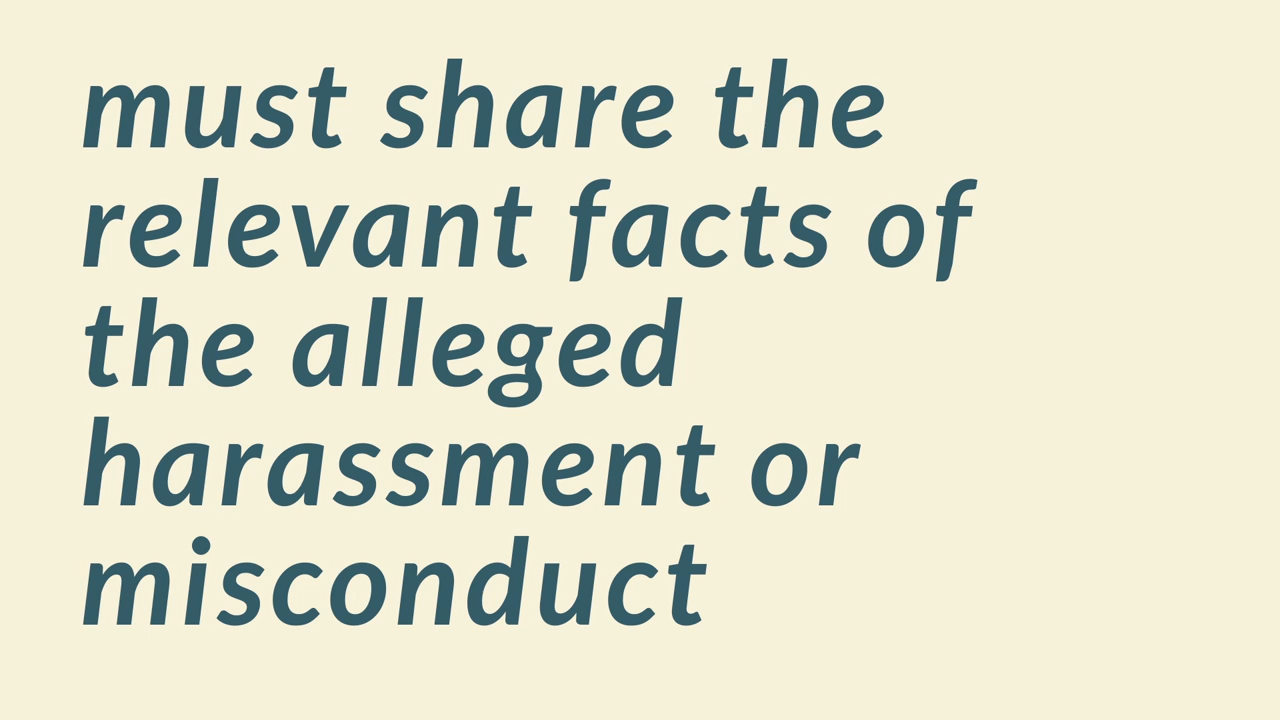 must share the
relevant facts of
the alleged
harassment or
misconduct